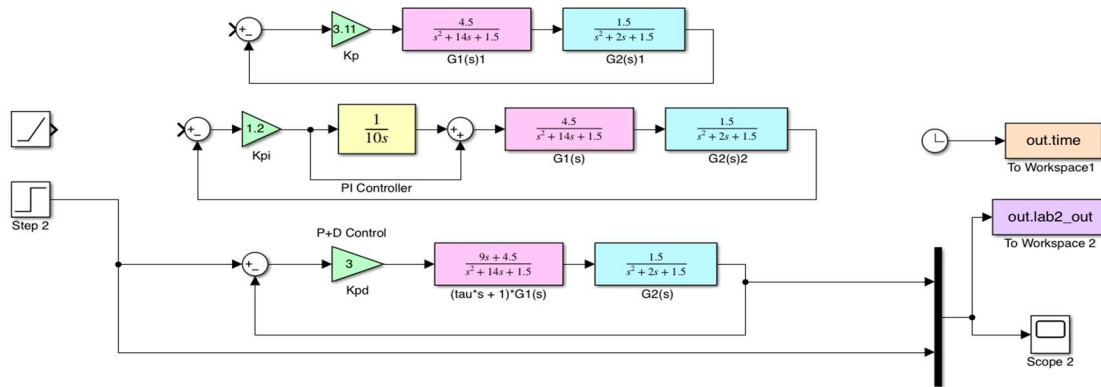 +
−
3.11
Kp
4.5
s² + 14s + 1.5
G1(s)1
1.5
s² + 2s + 1.5
G2(s)1
+
−
1.2
Kpi
1
10s
+
+
PI Controller
4.5
s² + 14s + 1.5
G1(s)
1.5
s² + 2s + 1.5
G2(s)2
out.time
To Workspace1
Step 2
out.lab2_out
To Workspace 2
P+D Control
+
−
3
Kpd
9s + 4.5
s² + 14s + 1.5
(tau*s + 1)*G1(s)
1.5
s² + 2s + 1.5
G2(s)
Scope 2